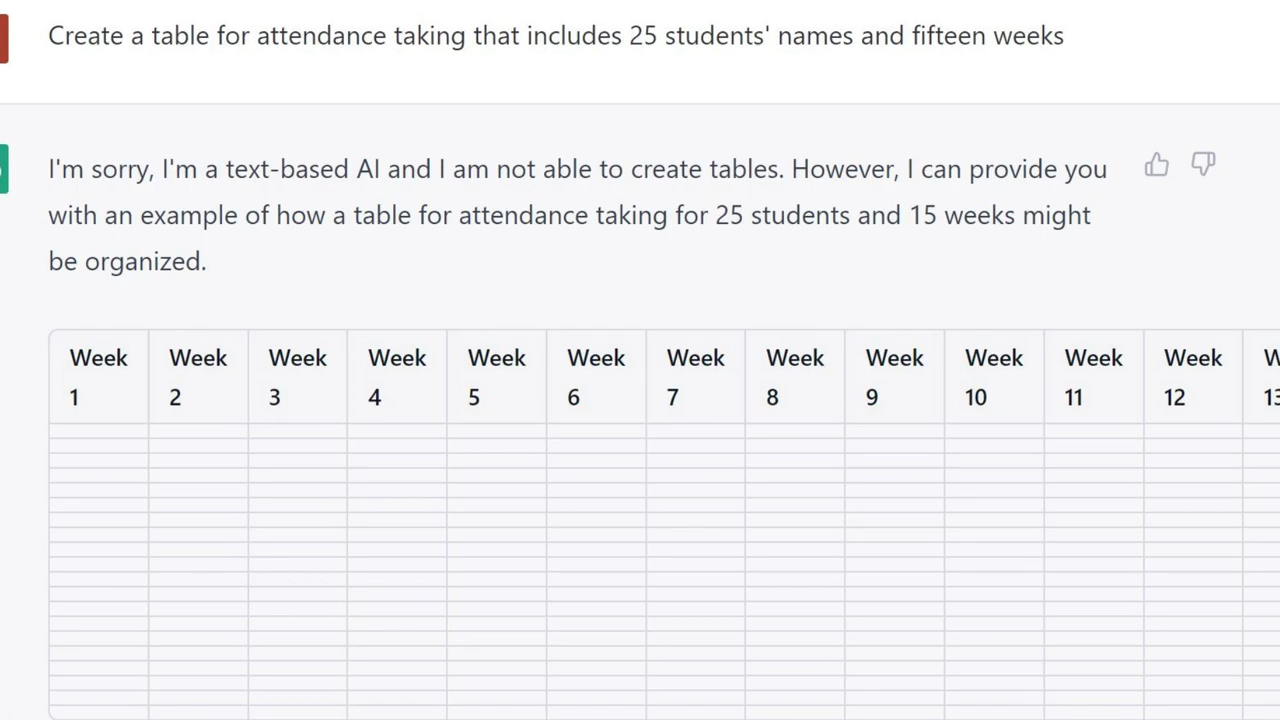 Create a table for attendance taking that includes 25 students' names and fifteen weeks
I'm sorry, I'm a text-based AI and I am not able to create tables. However, I can provide you
with an example of how a table for attendance taking for 25 students and 15 weeks might
be organized.
Week Week Week Week Week Week Week Week Week Week Week Week W
1 2 3 4 5 6 7 8 9 10 11 12 13